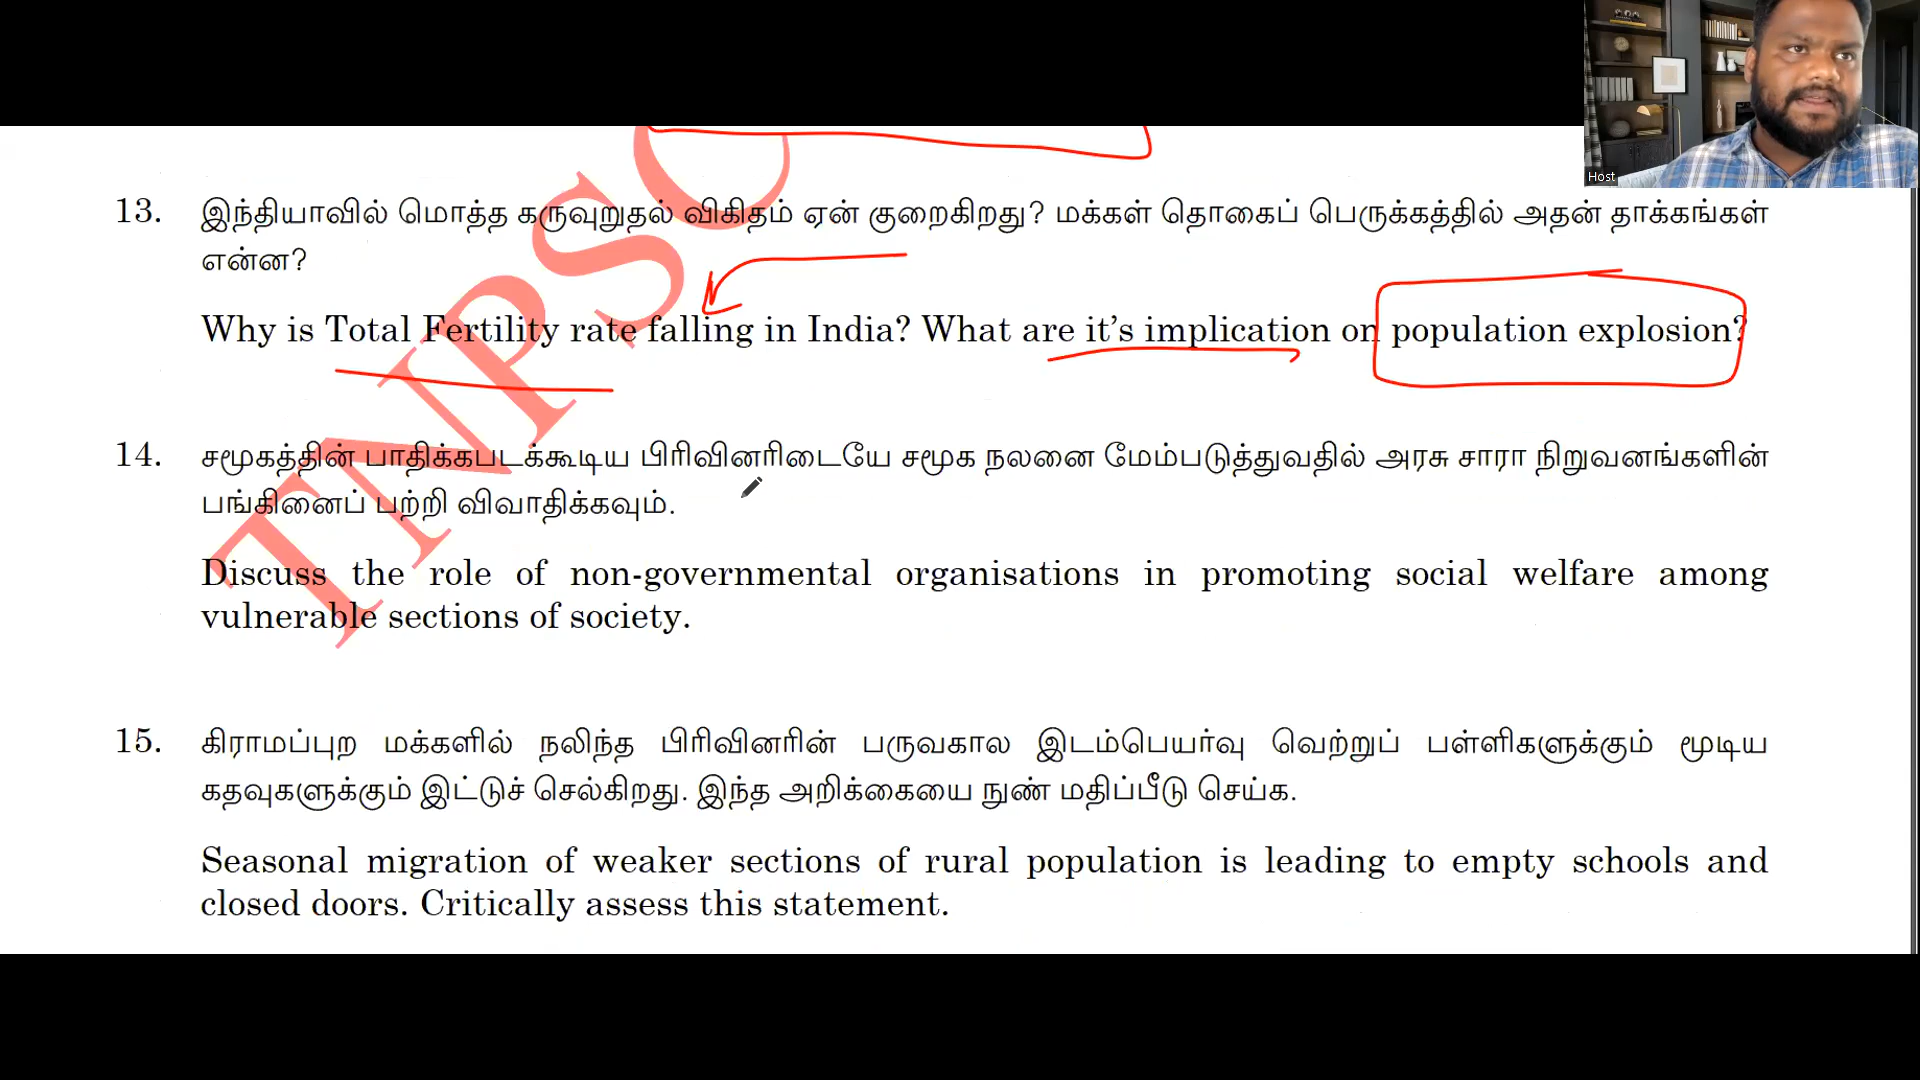 Host
13. இந்தியாவில் மொத்த கருவுறுதல் விகிதம் ஏன் குறைகிறது? மக்கள் தொகைப் பெருக்கத்தில் அதன் தாக்கங்கள்
என்ன?
Why is Total Fertility rate falling in India? What are it's implication on population explosion?
14. சமூகத்தின் பாதிக்கபடக்கூடிய பிரிவினரிடையே சமூக நலனை மேம்படுத்துவதில் அரசு சாரா நிறுவனங்களின்
பங்கினைப் பற்றி விவாதிக்கவும்.
Discuss the role of non-governmental organisations in promoting social welfare among
vulnerable sections of society.
15. கிராமப்புற மக்களில் நலிந்த பிரிவினரின் பருவகால இடம்பெயர்வு வெற்றுப் பள்ளிகளுக்கும் மூடிய
கதவுகளுக்கும் இட்டுச் செல்கிறது. இந்த அறிக்கையை நுண் மதிப்பீடு செய்க.
Seasonal migration of weaker sections of rural population is leading to empty schools and
closed doors. Critically assess this statement.
TNPSC